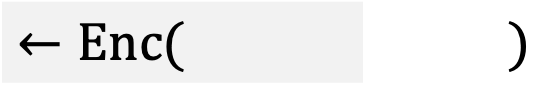 ← Enc( )